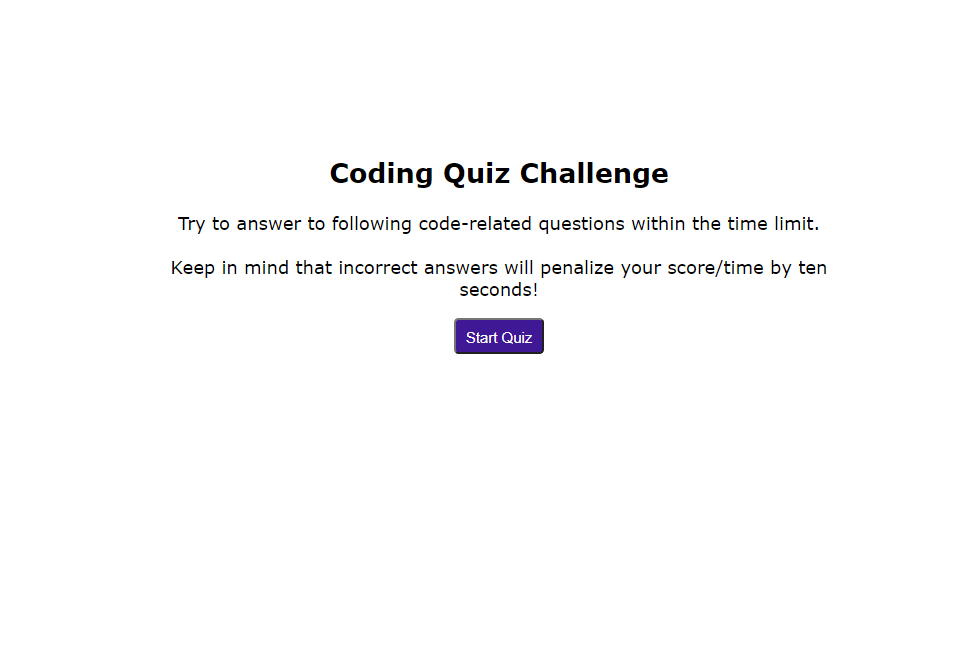 Coding Quiz Challenge
Try to answer to following code-related questions within the time limit.
Keep in mind that incorrect answers will penalize your score/time by ten
seconds!
Start Quiz